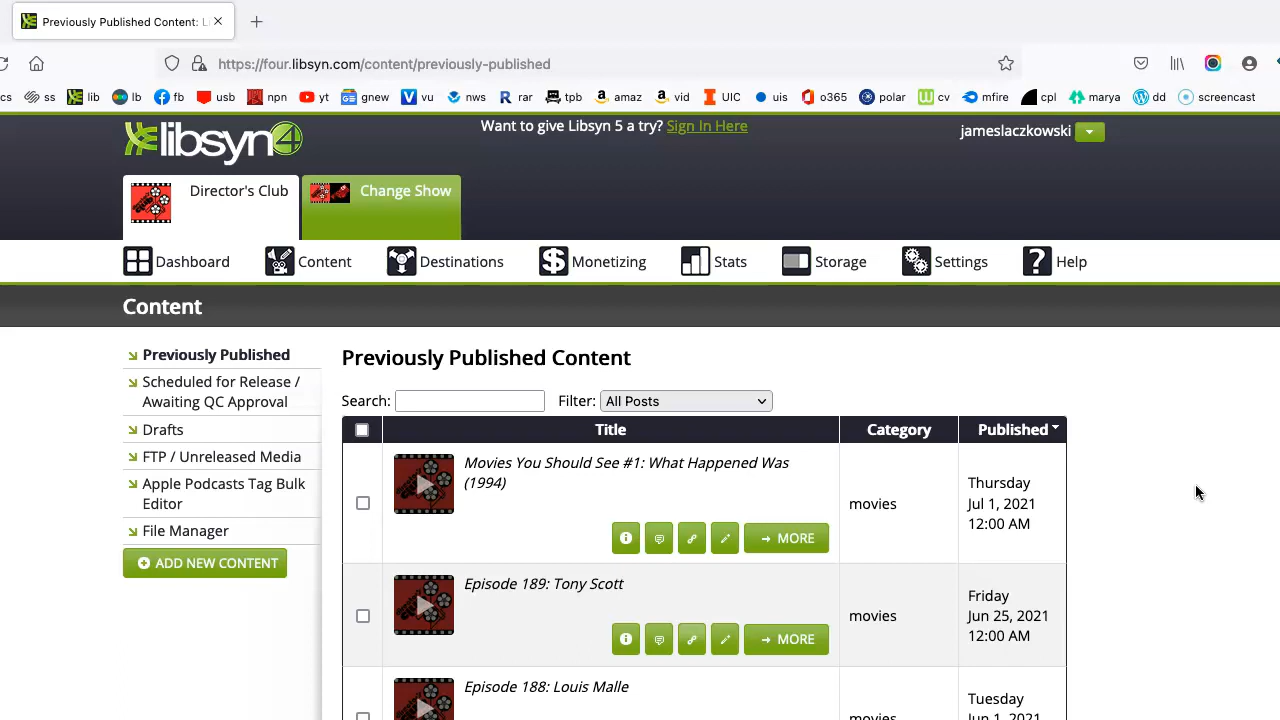 Previously Published Content: L
https://four.libsyn.com/content/previously-published
cs ss lib lb fb usb npn yt gnew vu nws rar tpb amaz vid UIC uis o365 polar cv mfire cpl marya dd screencast
libsyn4
Want to give Libsyn 5 a try? Sign In Here
jameslaczkowski
Director's Club
Change Show
Dashboard Content Destinations Monetizing Stats Storage Settings Help
Content
Previously Published
Scheduled for Release /
Awaiting QC Approval
Drafts
FTP / Unreleased Media
Apple Podcasts Tag Bulk
Editor
File Manager
ADD NEW CONTENT
Previously Published Content
Search: Filter: All Posts
Title Category Published
Movies You Should See #1: What Happened Was
(1994)
MORE
movies
Thursday
Jul 1, 2021
12:00 AM
Episode 189: Tony Scott
MORE
movies
Friday
Jun 25, 2021
12:00 AM
Episode 188: Louis Malle
movies
Tuesday
Jun 1, 2021